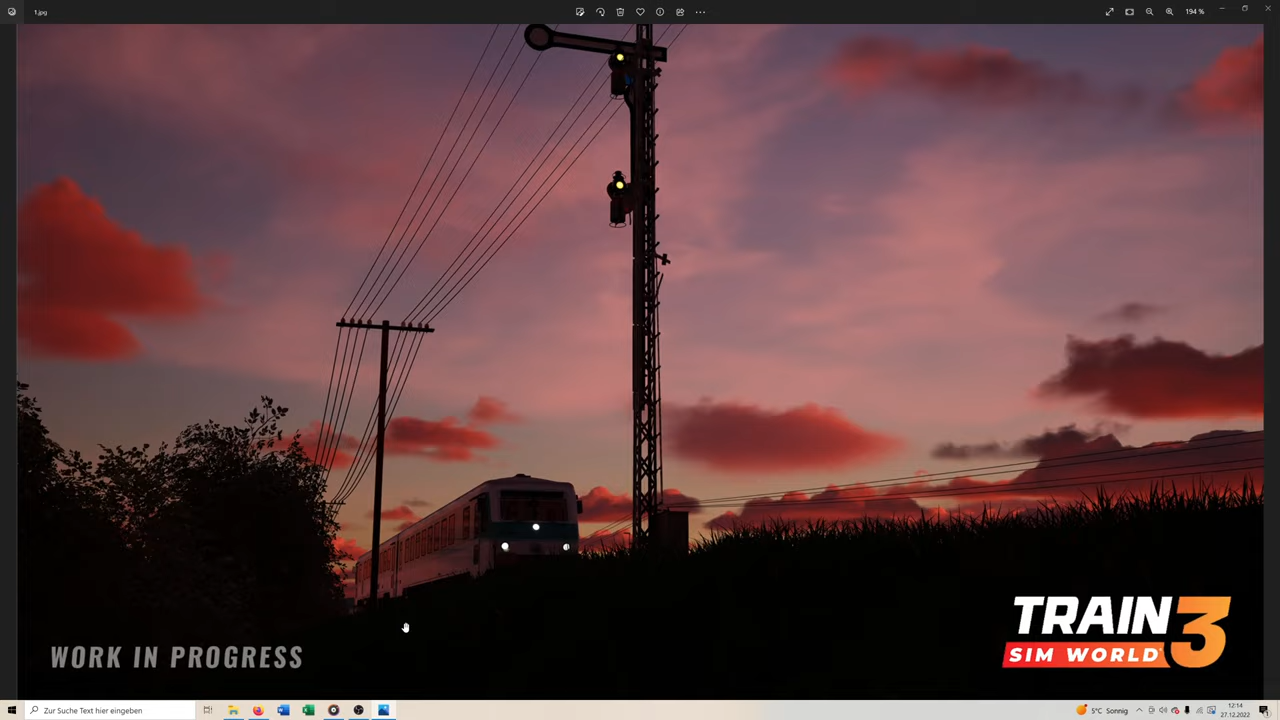 1.jpg
194 %
WORK IN PROGRESS
TRAIN 3
SIM WORLD
Zur Suche Text hier eingeben
5°C Sonnig
12:14
27.12.2022